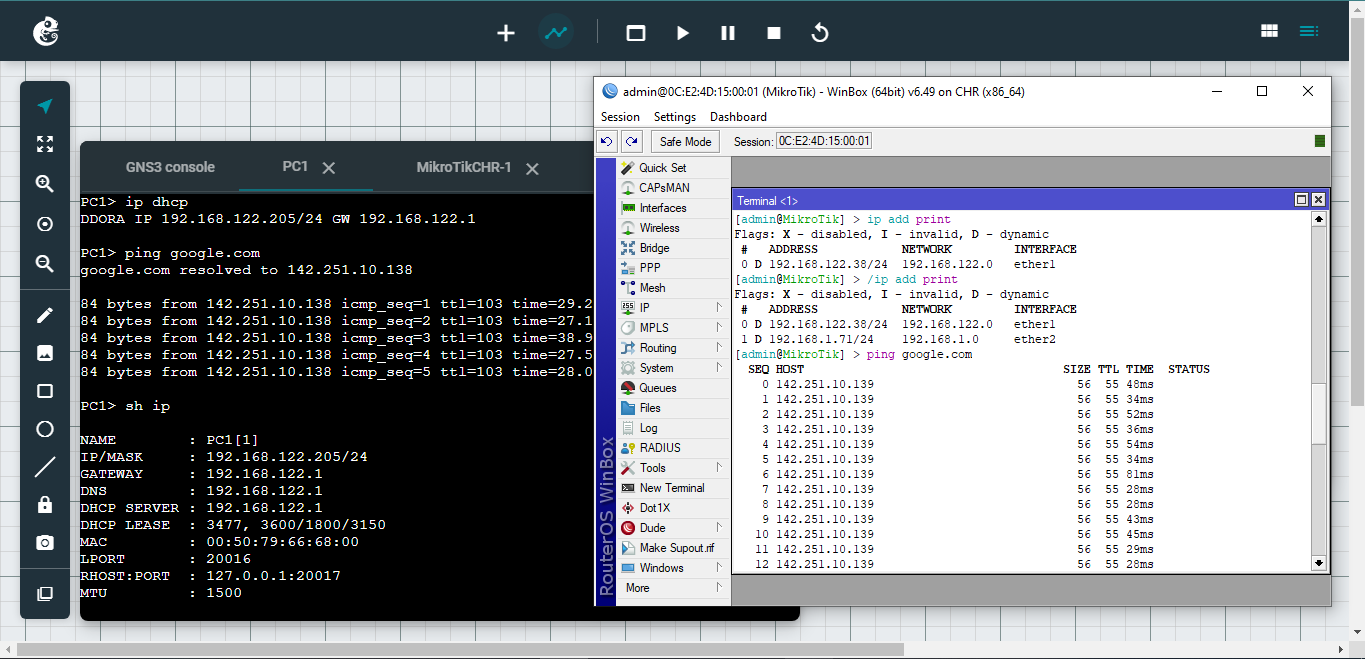 admin@0C:E2:4D:15:00:01 (MikroTik) - WinBox (64bit) v6.49 on CHR (x86_64)
Session Settings Dashboard
Safe Mode Session: 0C:E2:4D:15:00:01
GNS3 console PC1 MikroTikCHR-1
PC1> ip dhcp
DDORA IP 192.168.122.205/24 GW 192.168.122.1
PC1> ping google.com
google.com resolved to 142.251.10.138
84 bytes from 142.251.10.138 icmp_seq=1 ttl=103 time=29.2
84 bytes from 142.251.10.138 icmp_seq=2 ttl=103 time=27.1
84 bytes from 142.251.10.138 icmp_seq=3 ttl=103 time=38.9
84 bytes from 142.251.10.138 icmp_seq=4 ttl=103 time=27.5
84 bytes from 142.251.10.138 icmp_seq=5 ttl=103 time=28.0
PC1> sh ip
NAME : PC1[1]
IP/MASK : 192.168.122.205/24
GATEWAY : 192.168.122.1
DNS : 192.168.122.1
DHCP SERVER : 192.168.122.1
DHCP LEASE : 3477, 3600/1800/3150
MAC : 00:50:79:66:68:00
LPORT : 20016
RHOST:PORT : 127.0.0.1:20017
MTU : 1500
RouterOS WinBox
Quick Set
CAPsMAN
Interfaces
Wireless
Bridge
PPP
Mesh
255
IP
MPLS
Routing
System
Queues
Files
Log
RADIUS
Tools
New Terminal
Dot1X
Dude
Make Supout.rif
Windows
More
Terminal <1>
[admin@MikroTik] > ip add print
Flags: X - disabled, I - invalid, D - dynamic
# ADDRESS NETWORK INTERFACE
0 D 192.168.122.38/24 192.168.122.0 ether1
[admin@MikroTik] > /ip add print
Flags: X - disabled, I - invalid, D - dynamic
# ADDRESS NETWORK INTERFACE
0 D 192.168.122.38/24 192.168.122.0 ether1
1 D 192.168.1.71/24 192.168.1.0 ether2
[admin@MikroTik] > ping google.com
SEQ HOST SIZE TTL TIME STATUS
0 142.251.10.139 56 55 48ms
1 142.251.10.139 56 55 34ms
2 142.251.10.139 56 55 52ms
3 142.251.10.139 56 55 36ms
4 142.251.10.139 56 55 54ms
5 142.251.10.139 56 55 34ms
6 142.251.10.139 56 55 81ms
7 142.251.10.139 56 55 28ms
8 142.251.10.139 56 55 28ms
9 142.251.10.139 56 55 43ms
10 142.251.10.139 56 55 45ms
11 142.251.10.139 56 55 29ms
12 142.251.10.139 56 55 28ms